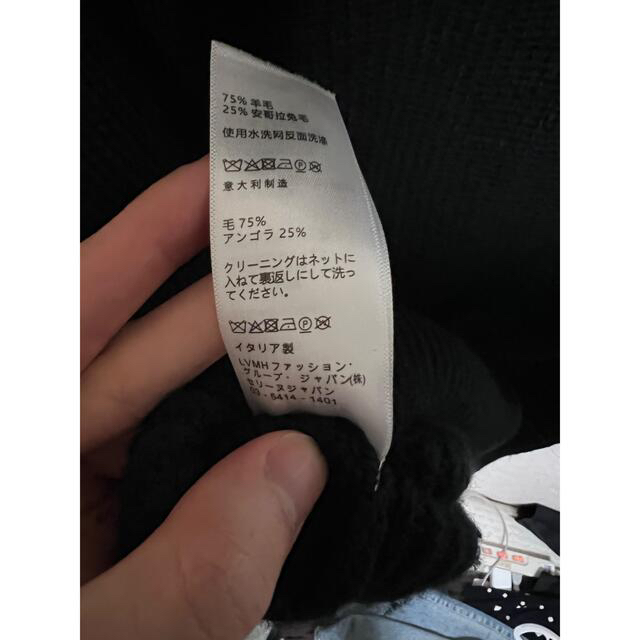 75% 羊毛
25% 安哥拉兔毛
使用水洗网反面洗涤
意大利制造
毛 75%
アンゴラ 25%
クリーニングはネットに
入れて裏返しにして洗っ
てください。
イタリア製
LVMHファッション・
グループ・ジャパン(株)
セリーヌジャパン
03-5414-1401